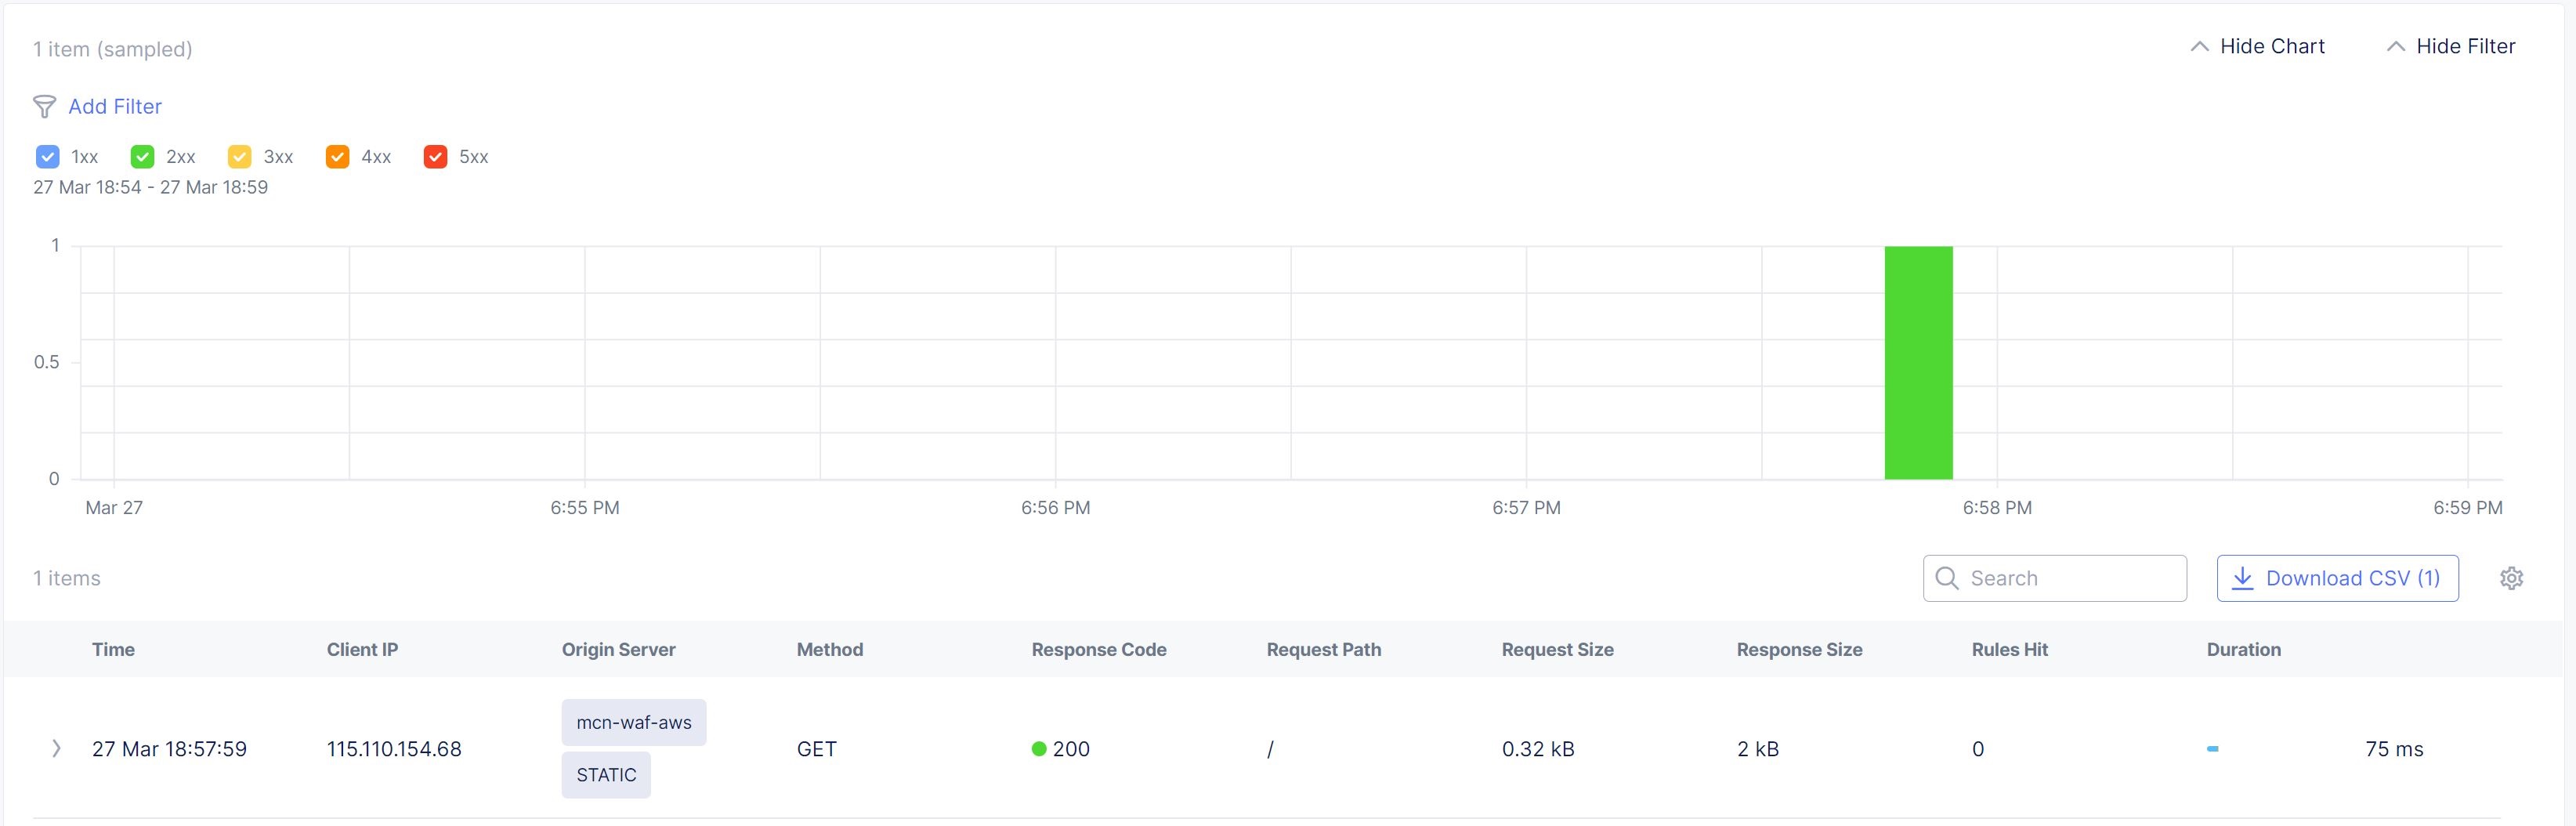 1 item (sampled)
Hide Chart
Hide Filter
Add Filter
1xx 2xx 3xx 4xx 5xx
27 Mar 18:54 - 27 Mar 18:59
1
0.5
0
Mar 27 6:55 PM 6:56 PM 6:57 PM 6:58 PM 6:59 PM
1 items
Search
Download CSV (1)
Time Client IP Origin Server Method Response Code Request Path Request Size Response Size Rules Hit Duration
27 Mar 18:57:59 115.110.154.68 mcn-waf-aws GET 200 / 0.32 kB 2 kB 0 75 ms
STATIC